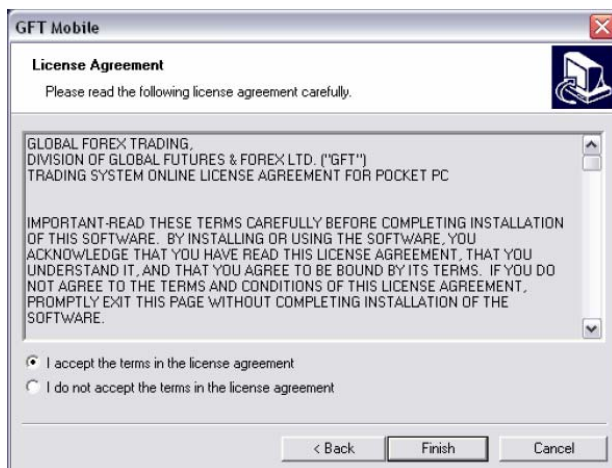 GFT Mobile
License Agreement
Please read the following license agreement carefully.
GLOBAL FOREX TRADING,
DIVISION OF GLOBAL FUTURES & FOREX LTD. ("GFT")
TRADING SYSTEM ONLINE LICENSE AGREEMENT FOR POCKET PC
IMPORTANT-READ THESE TERMS CAREFULLY BEFORE COMPLETING INSTALLATION
OF THIS SOFTWARE. BY INSTALLING OR USING THE SOFTWARE, YOU
ACKNOWLEDGE THAT YOU HAVE READ THIS LICENSE AGREEMENT, THAT YOU
UNDERSTAND IT, AND THAT YOU AGREE TO BE BOUND BY ITS TERMS. IF YOU DO
NOT AGREE TO THE TERMS AND CONDITIONS OF THIS LICENSE AGREEMENT,
PROMPTLY EXIT THIS PAGE WITHOUT COMPLETING INSTALLATION OF THE
SOFTWARE.
I accept the terms in the license agreement
I do not accept the terms in the license agreement
< Back Finish Cancel